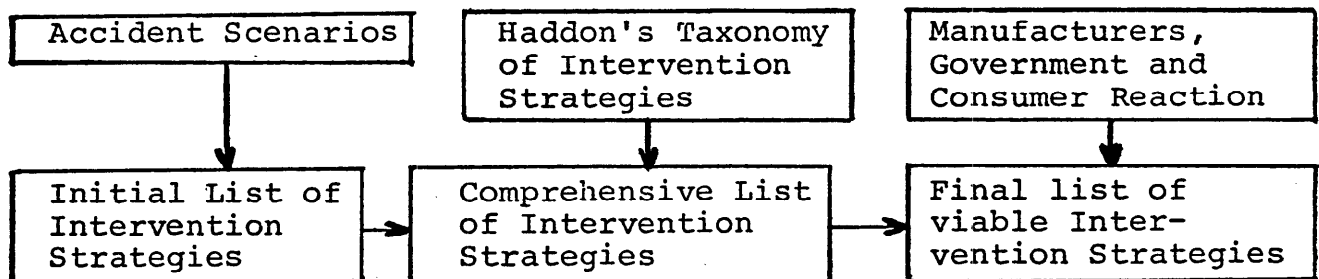 Accident Scenarios
Haddon's Taxonomy
of Intervention
Strategies
Manufacturers,
Government and
Consumer Reaction
Initial List of
Intervention
Strategies
Comprehensive List
of Intervention
Strategies
Final list of
viable Inter-
vention Strategies